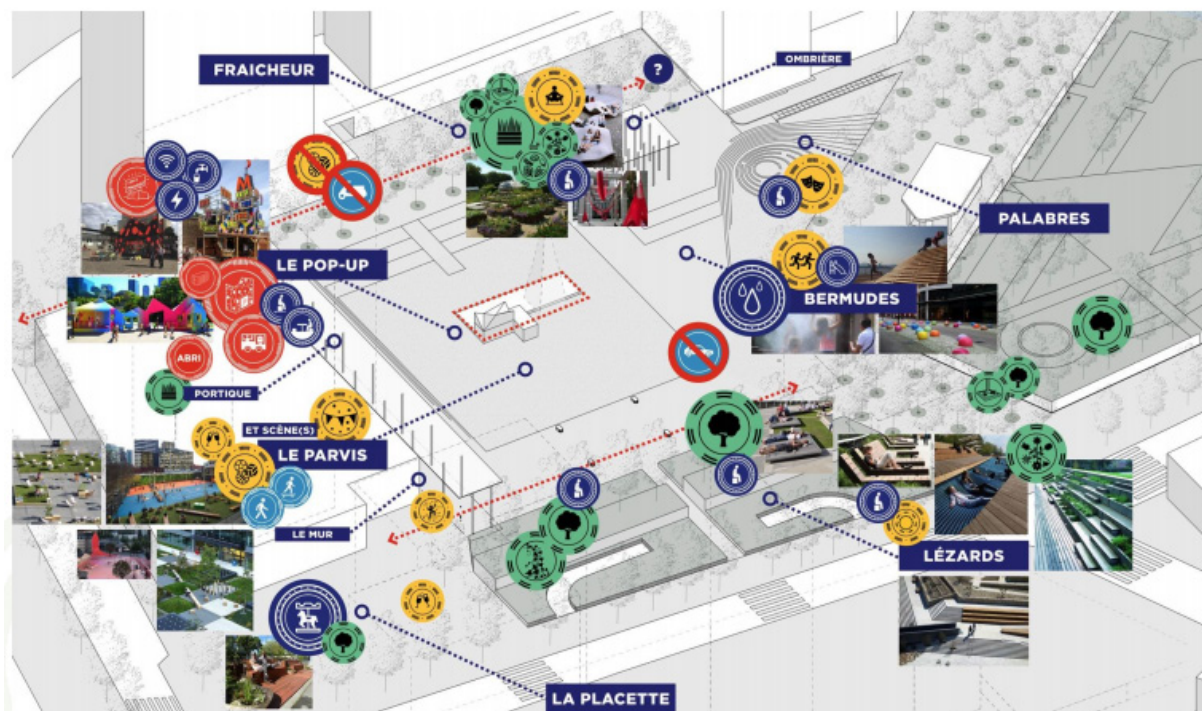 FRAICHEUR
?
OMBRIÈRE
PALABRES
LE POP-UP
BERMUDES
ABRI
PORTIQUE
ET SCÈNE(S)
LE PARVIS
LE MUR
LÉZARDS
LA PLACETTE